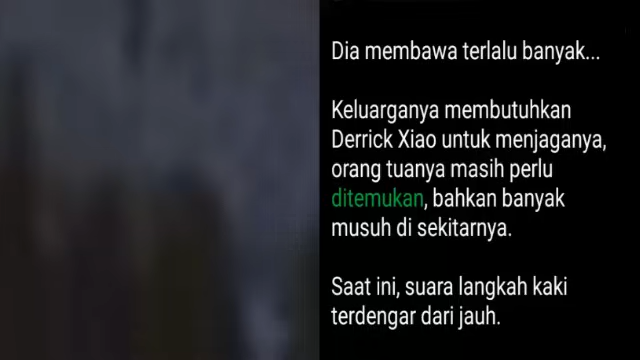 Dia membawa terlalu banyak...
Keluarganya membutuhkan
Derrick Xiao untuk menjaganya,
orang tuanya masih perlu
ditemukan, bahkan banyak
musuh di sekitarnya.
Saat ini, suara langkah kaki
terdengar dari jauh.